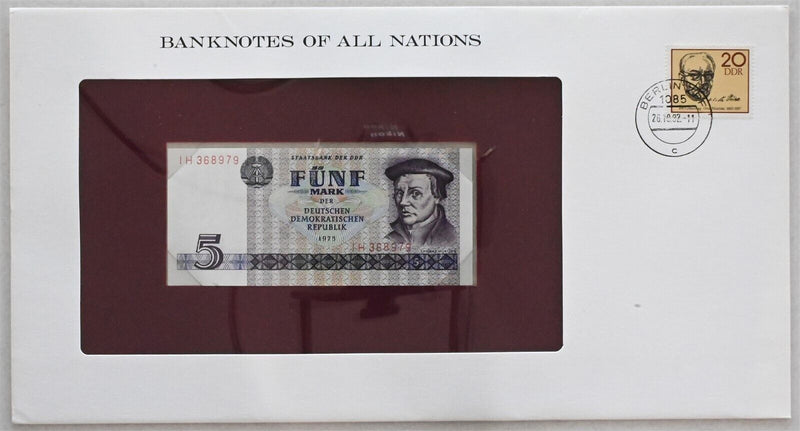 BANKNOTES OF ALL NATIONS
20
DDR
BERLIN
1085
26.10.82.-11
c
IH 368979
STAATSBANK DER DDR
FÜNF
MARK
DER
DEUTSCHEN
DEMOKRATISCHEN
REPUBLIK
1975
IH 368979
5
5